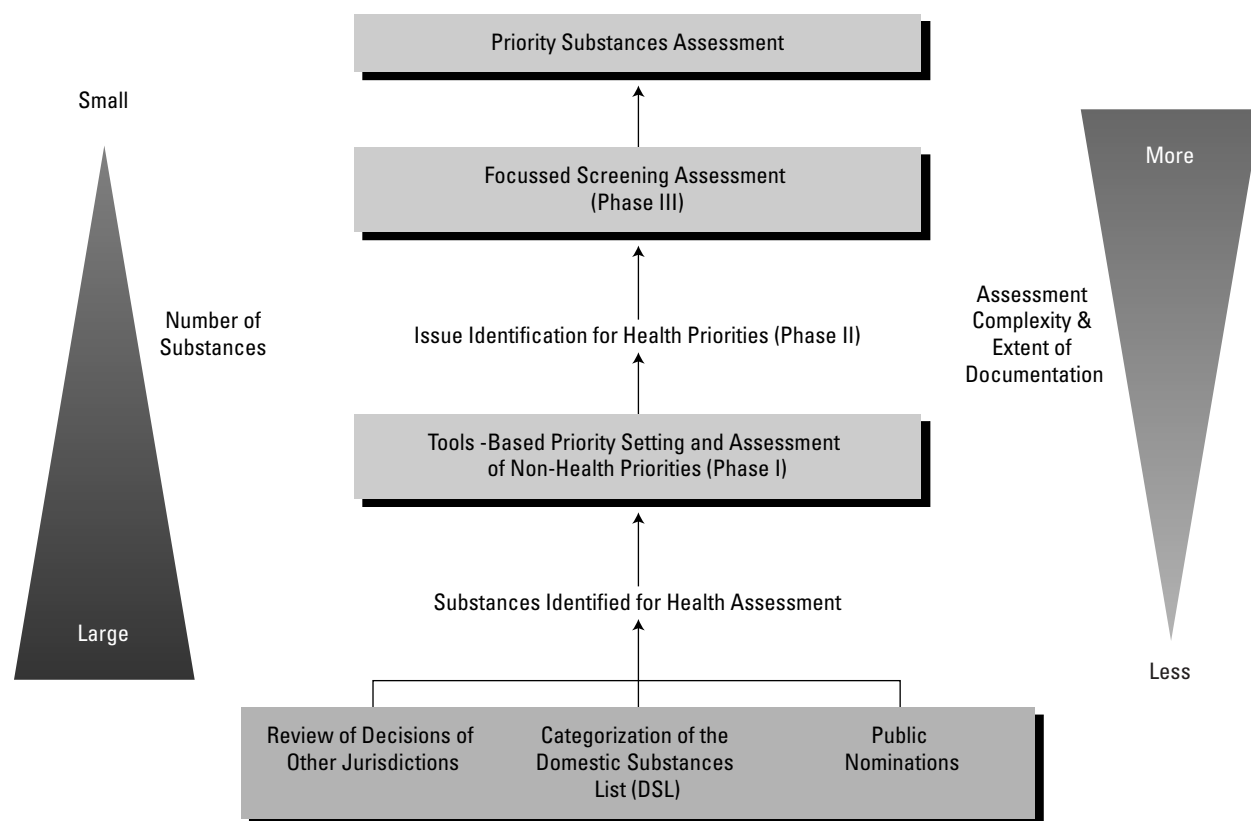 Priority Substances Assessment
Small
More
Focussed Screening Assessment
(Phase III)
Number of
Substances
Issue Identification for Health Priorities (Phase II)
Assessment
Complexity &
Extent of
Documentation
Tools -Based Priority Setting and Assessment
of Non-Health Priorities (Phase I)
Substances Identified for Health Assessment
Large
Less
Review of Decisions of
Other Jurisdictions
Categorization of the
Domestic Substances
List (DSL)
Public
Nominations